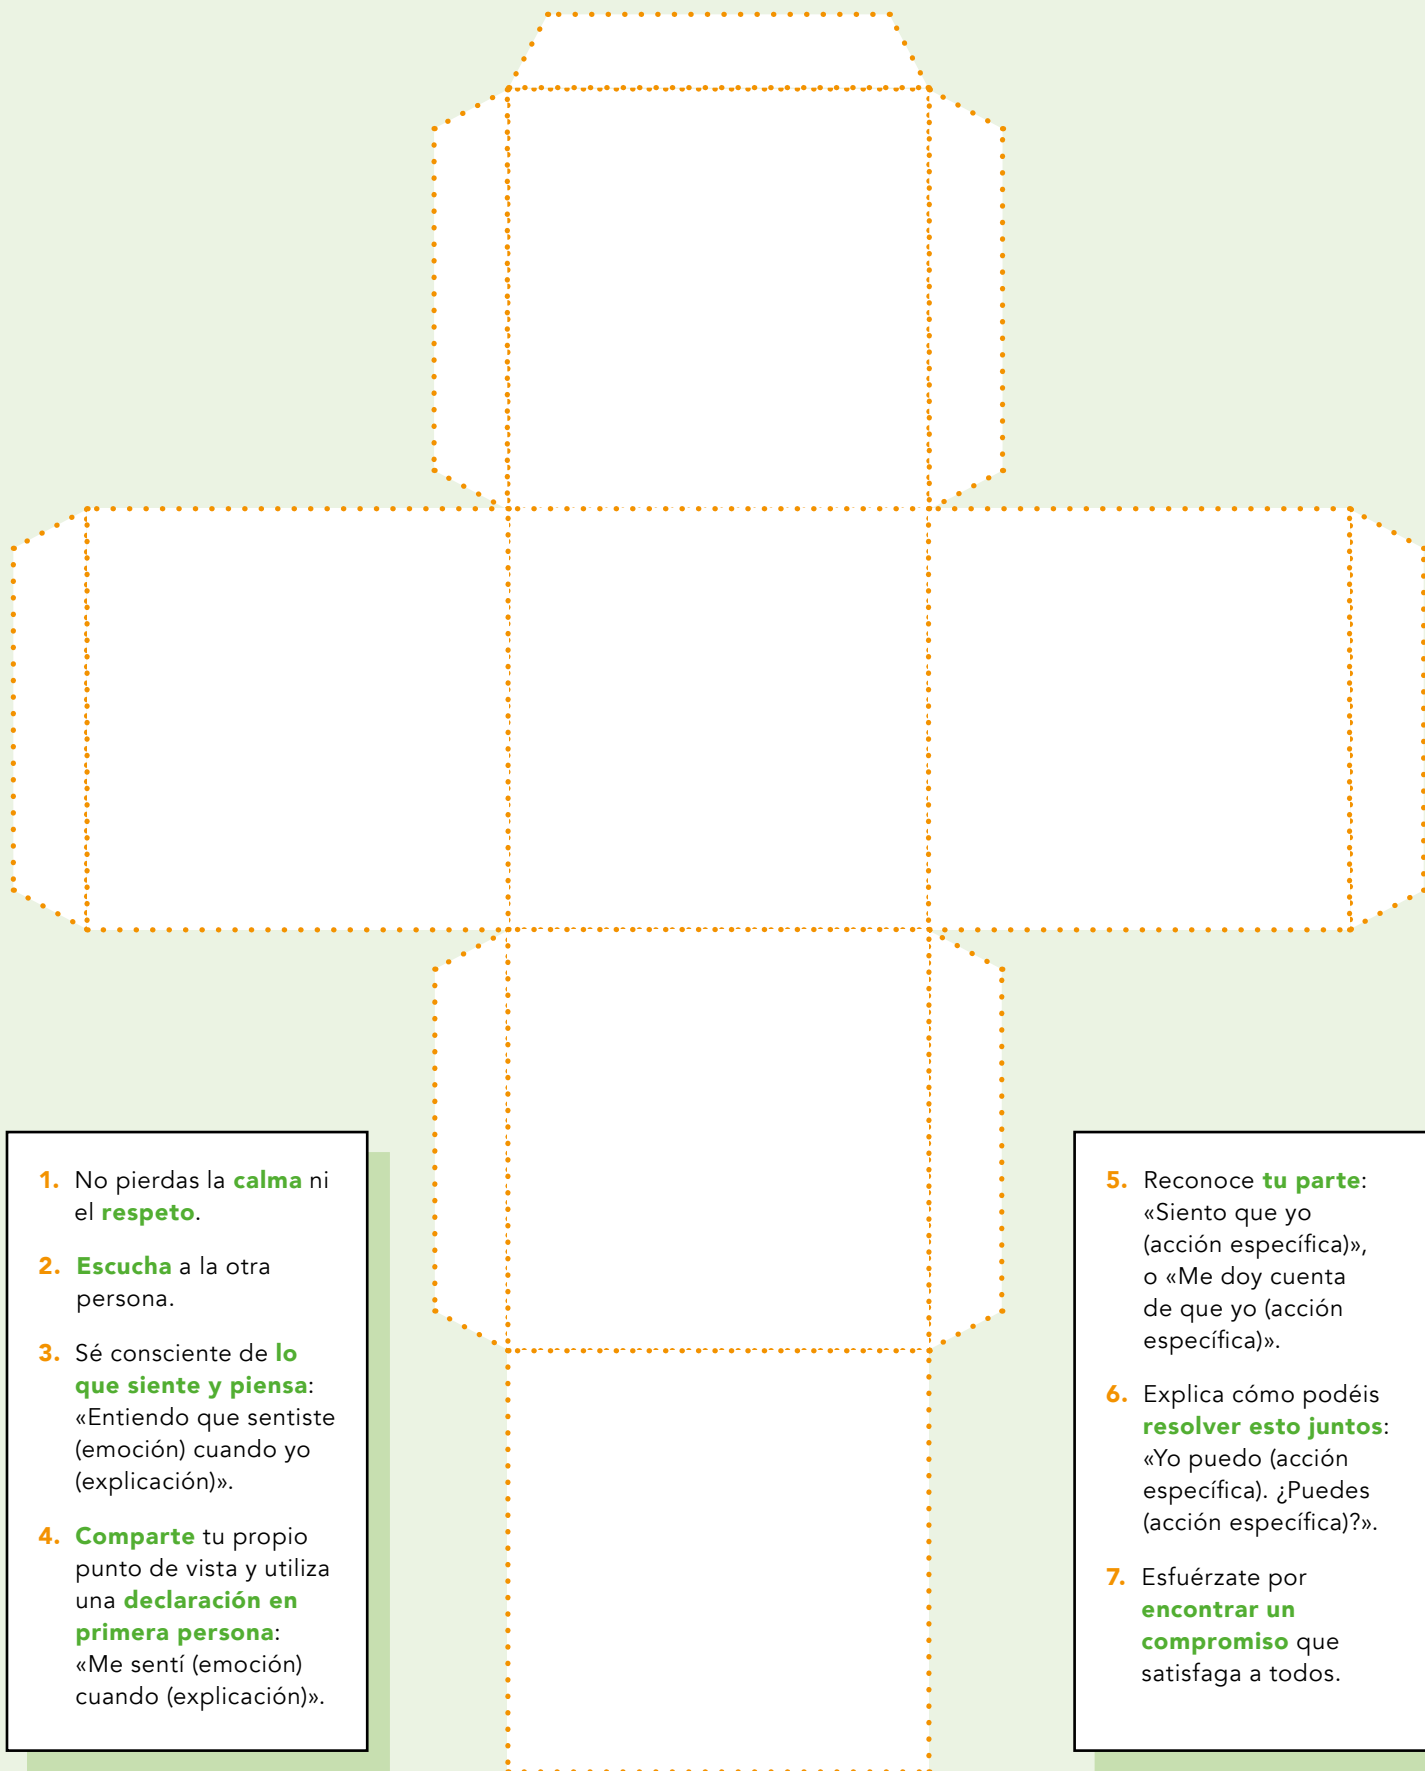 1. No pierdas la calma ni
el respeto.
2. Escucha a la otra
persona.
3. Sé consciente de lo
que siente y piensa:
«Entiendo que sentiste
(emoción) cuando yo
(explicación)».
4. Comparte tu propio
punto de vista y utiliza
una declaración en
primera persona:
«Me sentí (emoción)
cuando (explicación)».
5. Reconoce tu parte:
«Siento que yo
(acción específica)»,
o «Me doy cuenta
de que yo (acción
específica)».
6. Explica cómo podéis
resolver esto juntos:
«Yo puedo (acción
específica). ¿Puedes
(acción específica)?».
7. Esfuérzate por
encontrar un
compromiso que
satisfaga a todos.